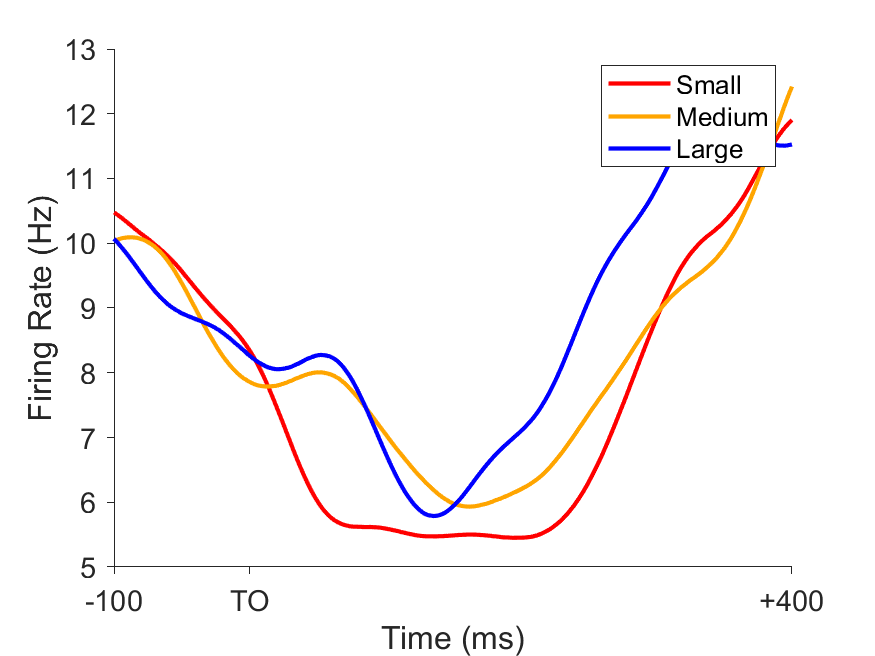 13
12
11
10
9
8
7
6
5
Firing Rate (Hz)
Small
Medium
Large
-100
TO
+400
Time (ms)